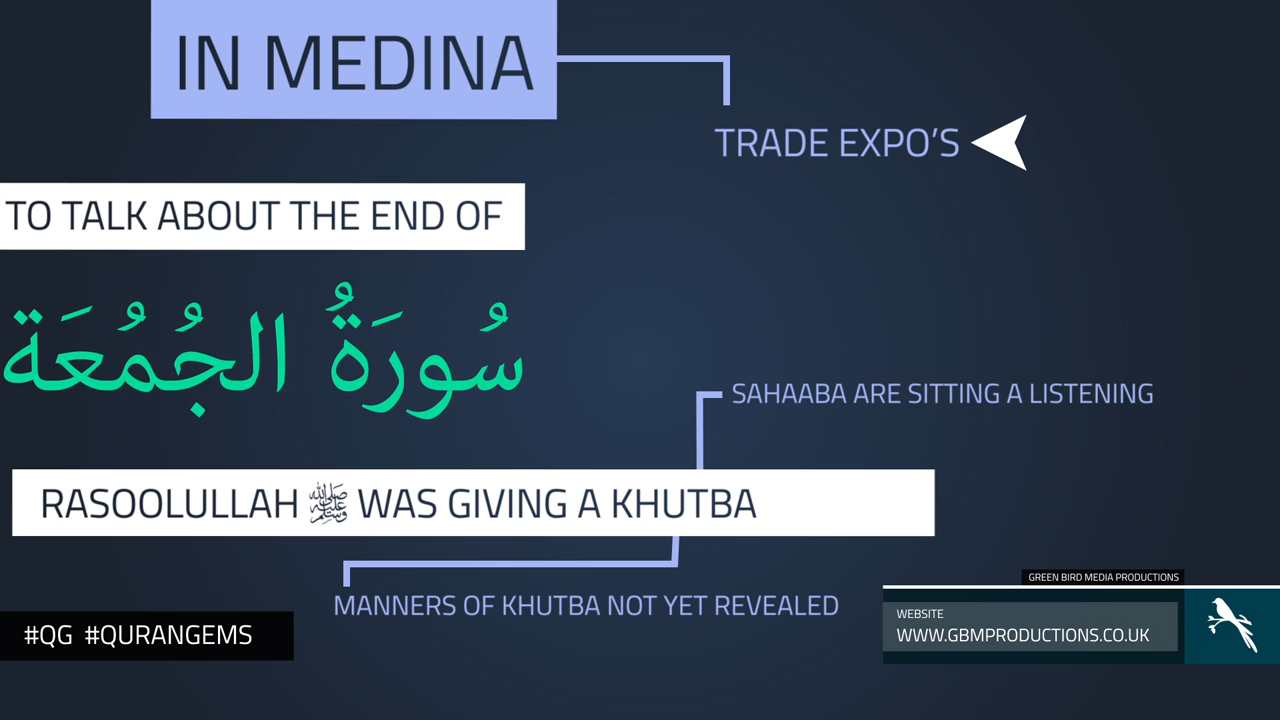 IN MEDINA
TRADE EXPO'S
TO TALK ABOUT THE END OF
سُورَةُ الجُمُعَة
SAHAABA ARE SITTING A LISTENING
RASOOLULLAH ﷺ WAS GIVING A KHUTBA
MANNERS OF KHUTBA NOT YET REVEALED
GREEN BIRD MEDIA PRODUCTIONS
WEBSITE
WWW.GBMPRODUCTIONS.CO.UK
#QG #QURANGEMS